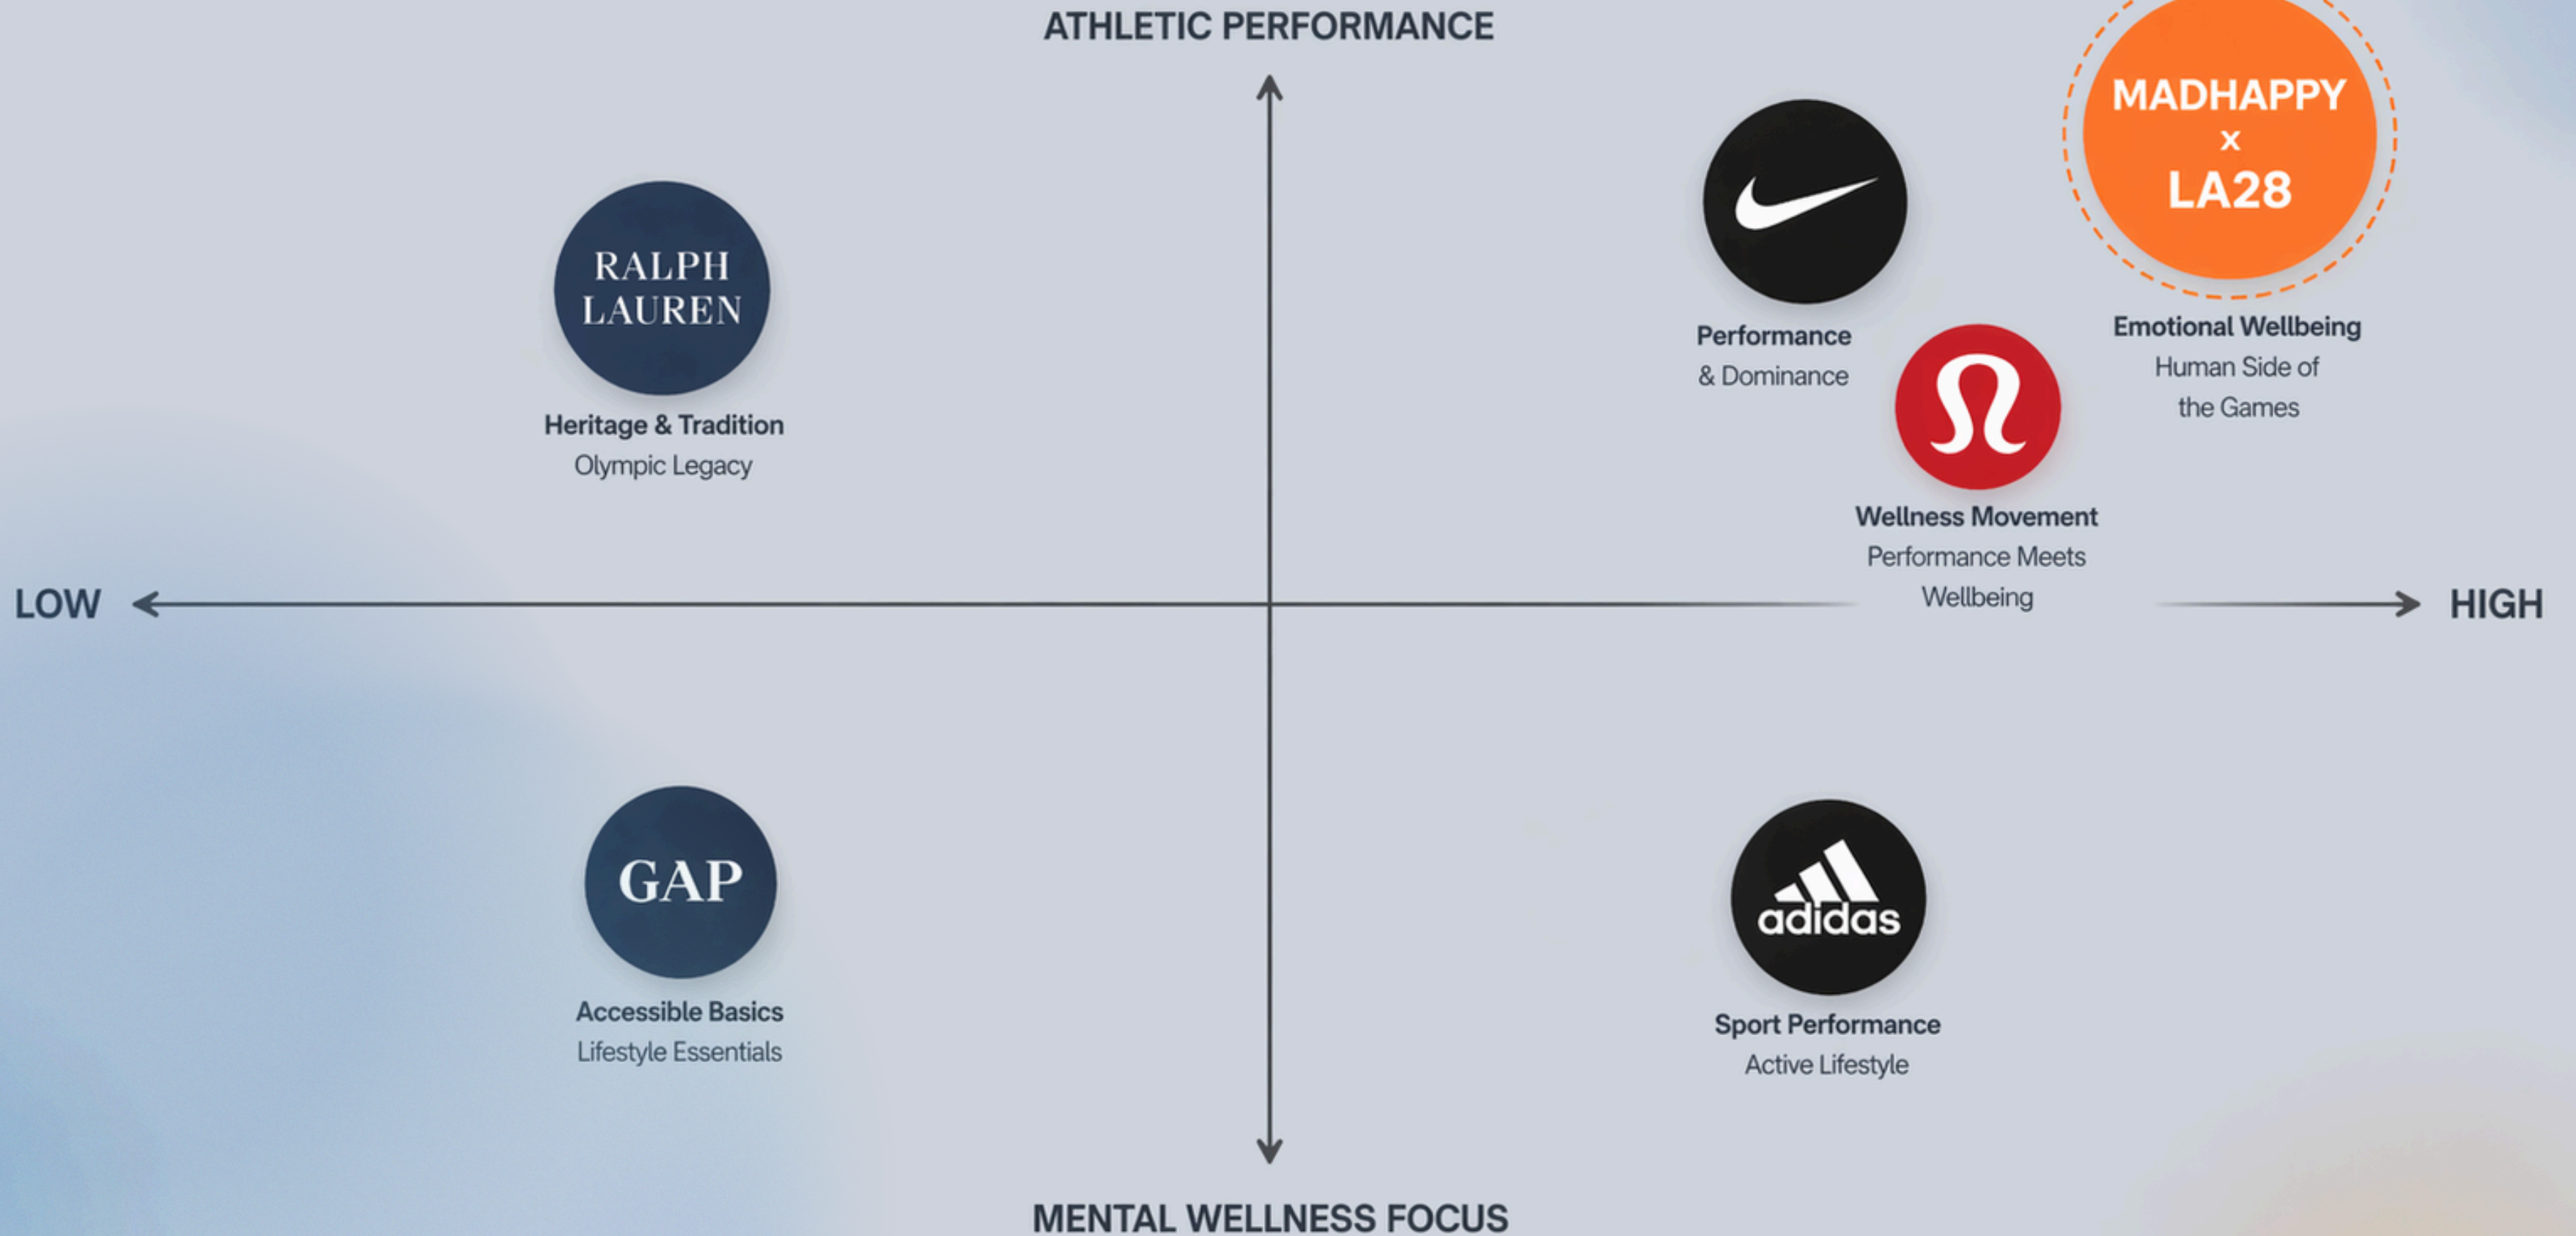 ATHLETIC PERFORMANCE
MADHAPPY
x
LA28
Emotional Wellbeing
Human Side of
the Games
Performance
& Dominance
RALPH
LAUREN
Heritage & Tradition
Olympic Legacy
Wellness Movement
Performance Meets
Wellbeing
LOW
HIGH
GAP
Accessible Basics
Lifestyle Essentials
adidas
Sport Performance
Active Lifestyle
MENTAL WELLNESS FOCUS